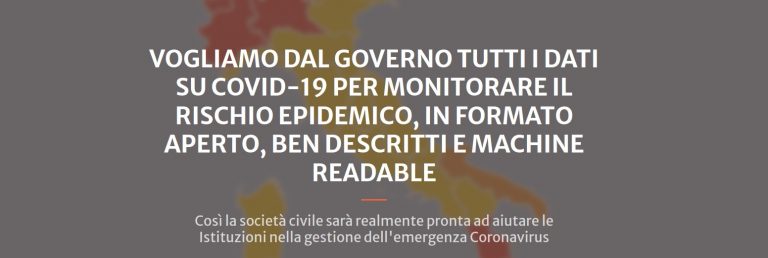 VOGLIAMO DAL GOVERNO TUTTI I DATI
SU COVID-19 PER MONITORARE IL
RISCHIO EPIDEMICO, IN FORMATO
APERTO, BEN DESCRITTI E MACHINE
READABLE
Così la società civile sarà realmente pronta ad aiutare le
Istituzioni nella gestione dell'emergenza Coronavirus